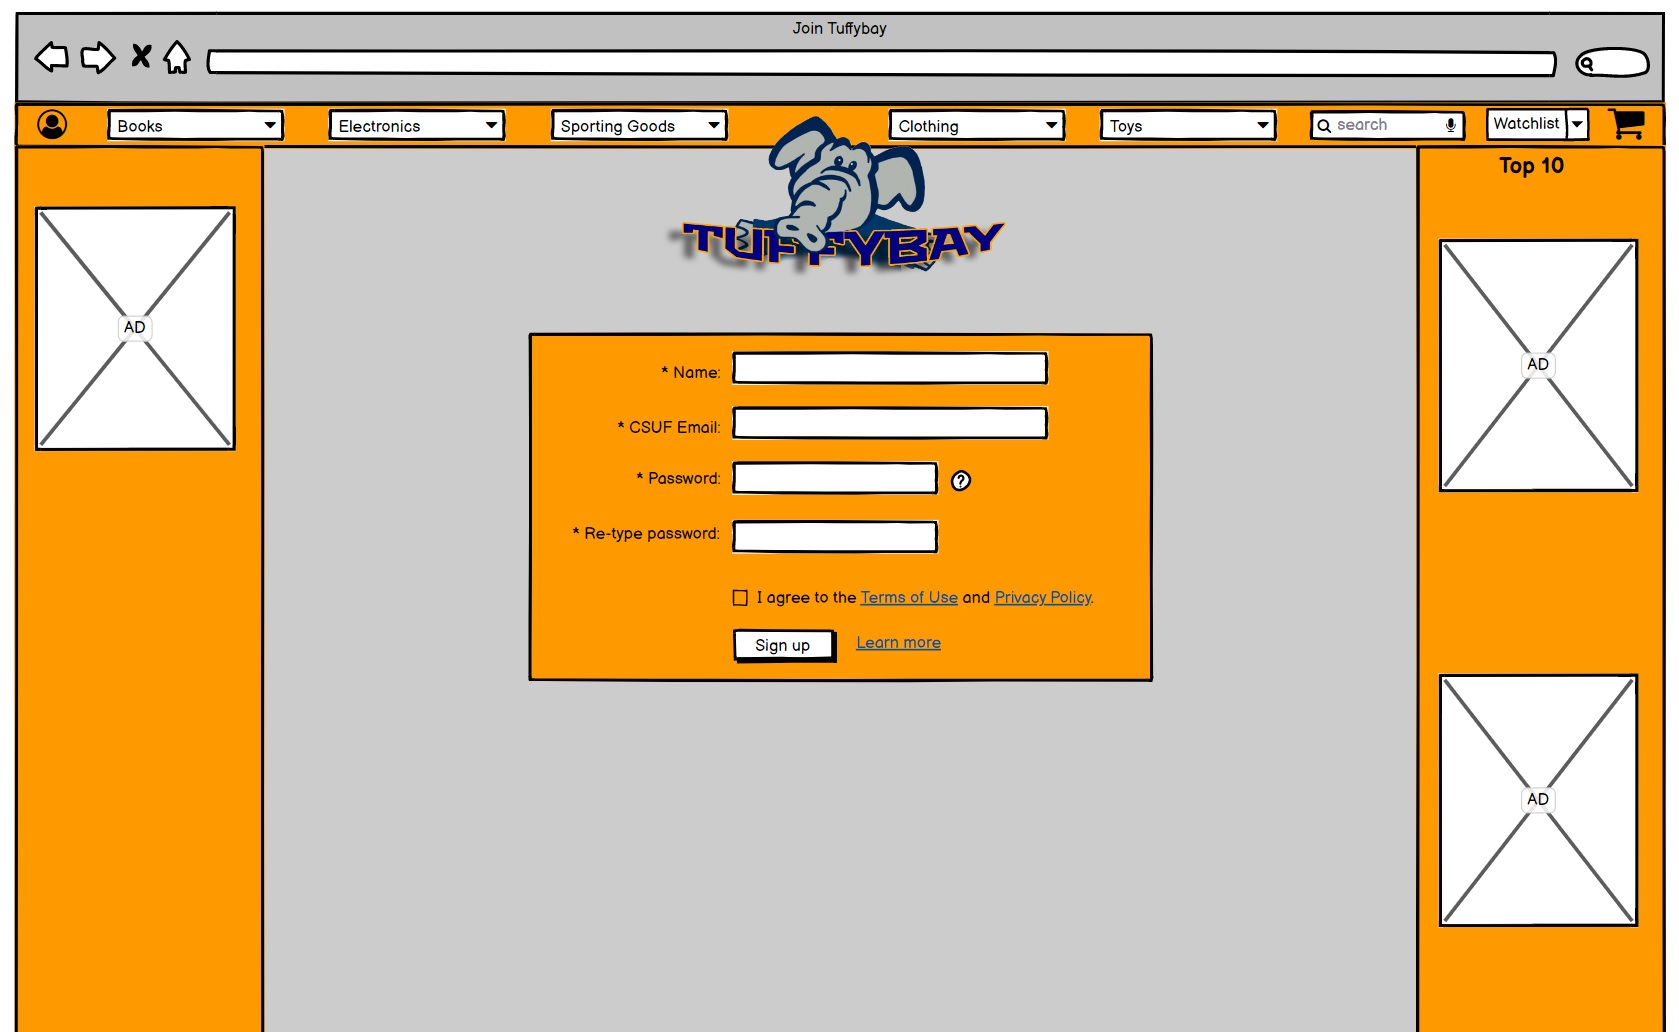 Join Tuffybay
Books
Electronics
Sporting Goods
Clothing
Toys
search
Watchlist
Top 10
TUFFYBAY
AD
AD
* Name:
* CSUF Email:
* Password:
?
* Re-type password:
I agree to the Terms of Use and Privacy Policy.
Sign up
Learn more
AD